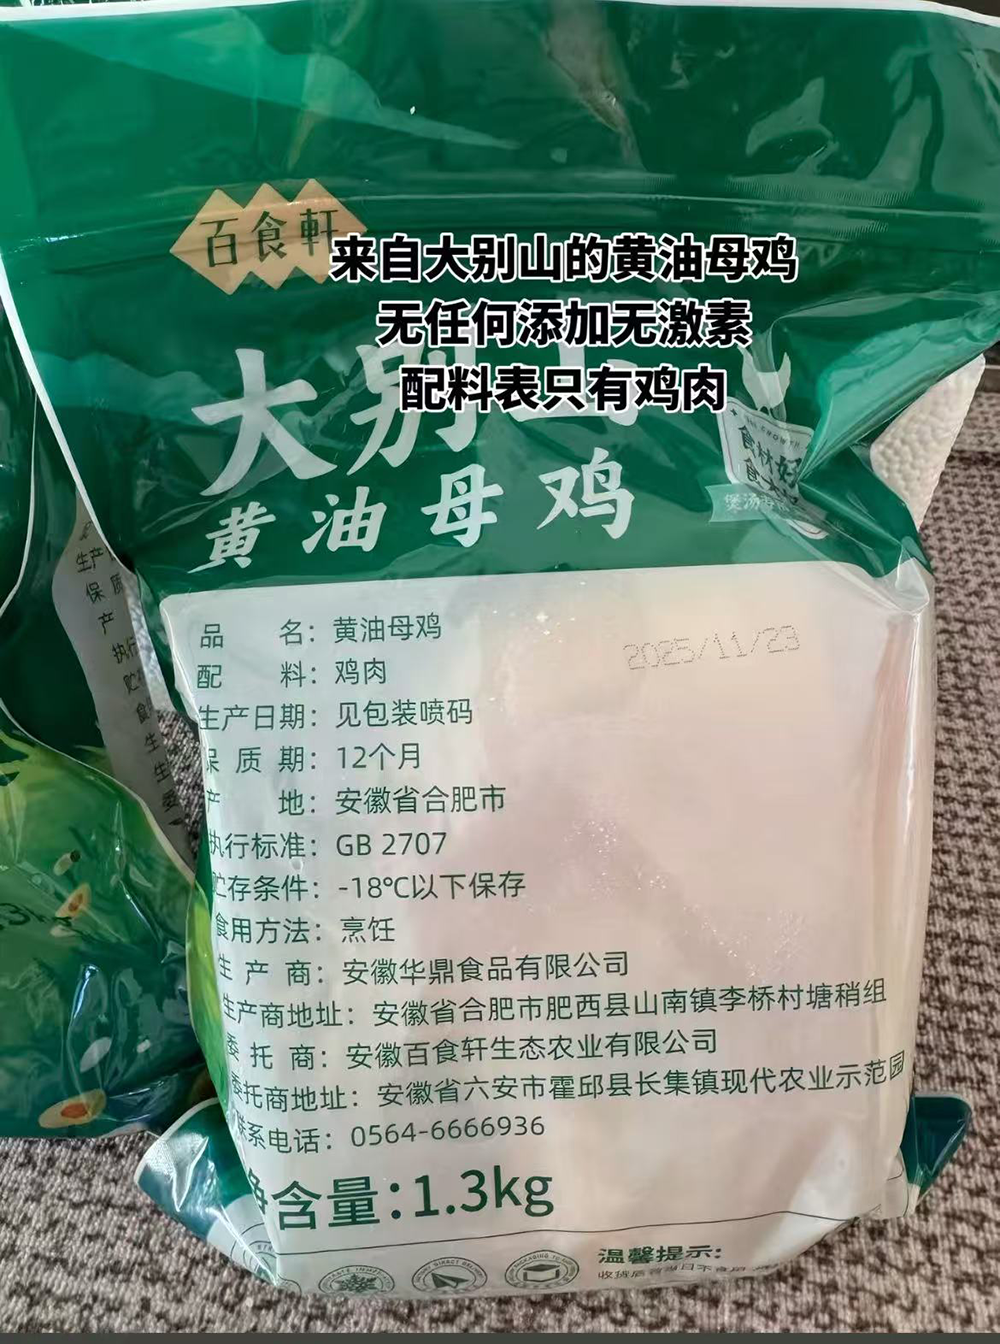 百食軒
来自大别山的黄油母鸡
无任何添加无激素
配料表只有鸡肉
大别山
黄油母鸡
品 名：黄油母鸡
2025/11/23
配 料：鸡肉
生产日期：见包装喷码
保质期：12个月
产 地：安徽省合肥市
执行标准：GB 2707
贮存条件：-18℃以下保存
食用方法：烹饪
生产商：安徽华鼎食品有限公司
生产商地址：安徽省合肥市肥西县山南镇李桥村塘稍组
委托商：安徽百食轩生态农业有限公司
委托商地址：安徽省六安市霍邱县长集镇现代农业示范园
联系电话：0564-6666936
净含量：1.3kg
温馨提示：
生产
保质
产
执行